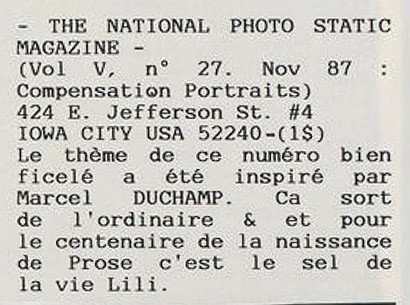 - THE NATIONAL PHOTO STATIC
MAGAZINE -
(Vol V, n° 27. Nov 87 :
Compensation Portraits)
424 E. Jefferson St. #4
IOWA CITY USA 52240-(1$)
Le thème de ce numéro bien
ficelé a été inspiré par
Marcel DUCHAMP. Ca sort
de l'ordinaire & et pour
le centenaire de la naissance
de Prose c'est le sel de
la vie Lili.